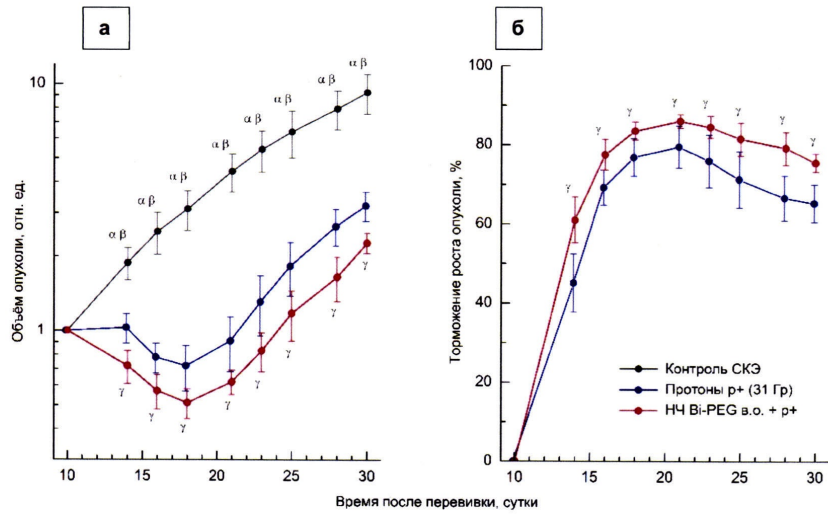 а
б
Объём опухоли, отн. ед.
10
1
α β
α β
α β
α β
α β
α β
α β
α β
γ
γ
γ
γ
γ
γ
γ
γ
10 15 20 25 30
Торможение роста опухоли, %
100
80
60
40
20
0
γ
γ
γ
γ
γ
γ
γ
γ
Контроль СКЭ
Протоны p+ (31 Гр)
НЧ Bi-PEG в.о. + p+
10 15 20 25 30
Время после перевивки, сутки